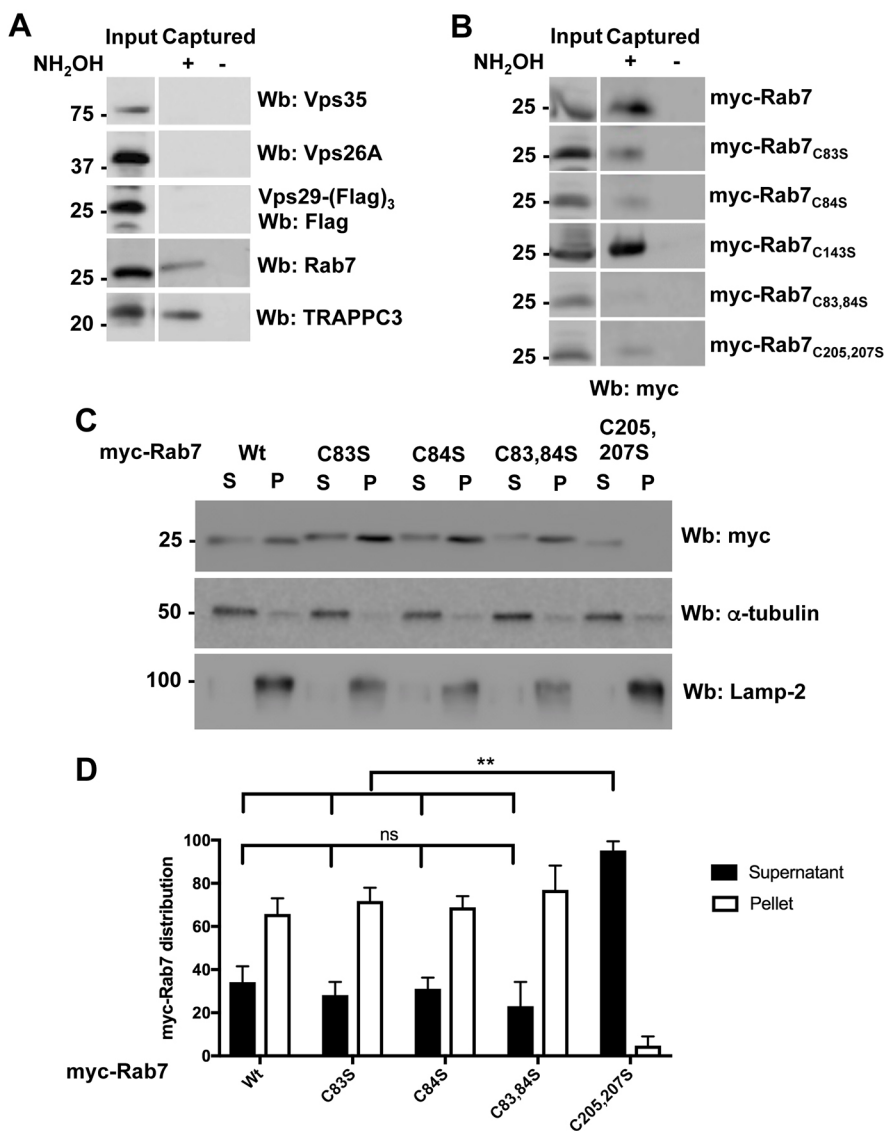 A
Input Captured
NH2OH + -
75 - Wb: Vps35
37 - Wb: Vps26A
25 - Vps29-(Flag)3
Wb: Flag
25 - Wb: Rab7
20 - Wb: TRAPPC3
B
Input Captured
NH2OH + -
25 - myc-Rab7
25 - myc-Rab7C83S
25 - myc-Rab7C84S
25 - myc-Rab7C143S
25 - myc-Rab7C83,84S
25 - myc-Rab7C205,207S
Wb: myc
C
myc-Rab7 Wt C83S C84S C83,84S C205,
207S
S P S P S P S P S P
25 - Wb: myc
50 - Wb: α-tubulin
100 - Wb: Lamp-2
D
**
ns
myc-Rab7 distribution
100
80
60
40
20
0
Supernatant
Pellet
myc-Rab7
Wt
C83S
C84S
C83,84S
C205,207S